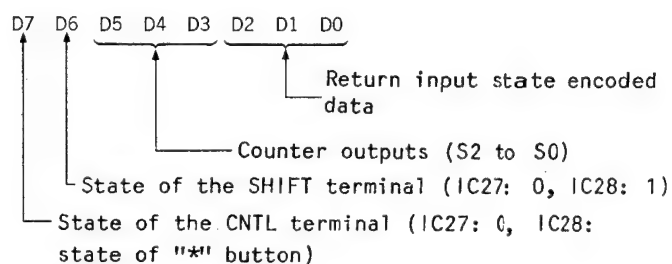 D7 D6 D5 D4 D3 D2 D1 D0
Return input state encoded
data
Counter outputs (S2 to S0)
State of the SHIFT terminal (IC27: 0, IC28: 1)
State of the CNTL terminal (IC27: 0, IC28:
state of "*" button)